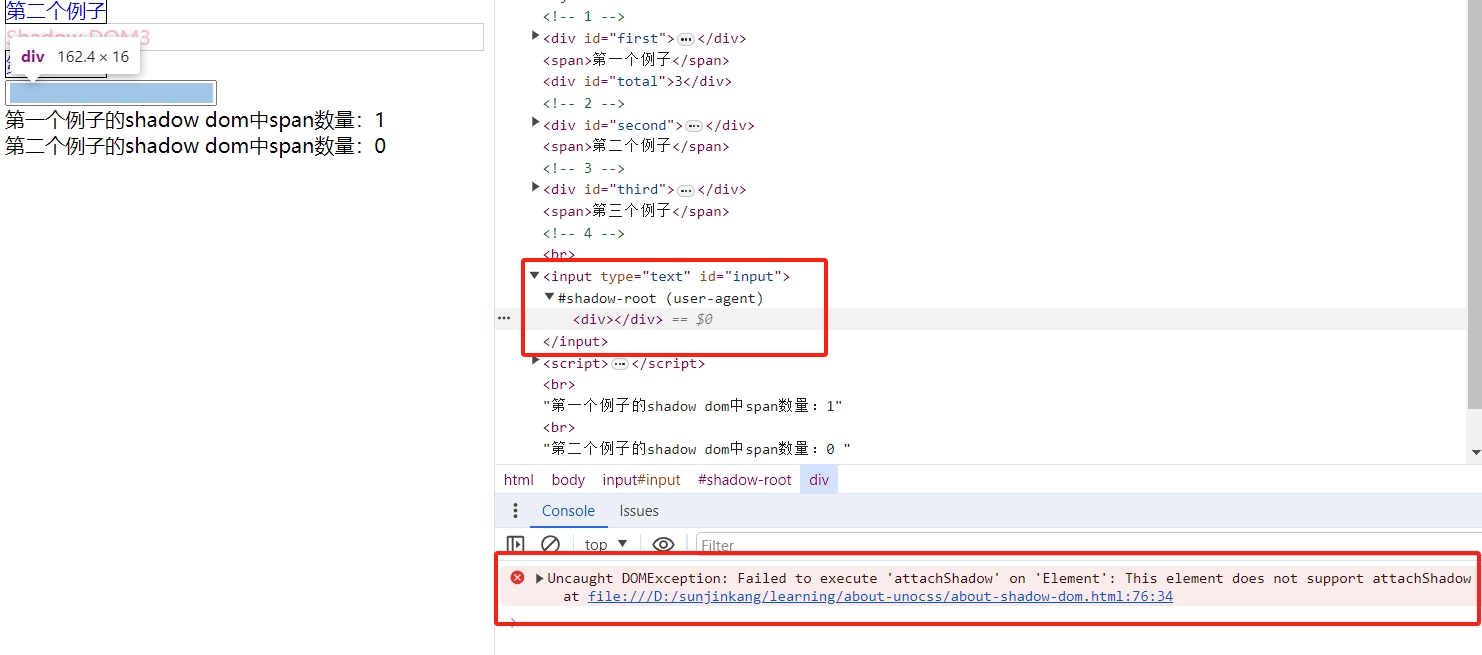 第二个例子
Shadow DOM3
div 162.4 × 16
第一个例子的shadow dom中span数量：1
第二个例子的shadow dom中span数量：0
<!-- 1 -->
<div id="first">…</div>
<span>第一个例子</span>
<div id="total">3</div>
<!-- 2 -->
<div id="second">…</div>
<span>第二个例子</span>
<!-- 3 -->
<div id="third">…</div>
<span>第三个例子</span>
<!-- 4 -->
<br>
<input type="text" id="input">
#shadow-root (user-agent)
<div></div> == $0
</input>
<script>…</script>
<br>
"第一个例子的shadow dom中span数量：1"
<br>
"第二个例子的shadow dom中span数量：0 "
html body input#input #shadow-root div
Console Issues
top Filter
Uncaught DOMException: Failed to execute 'attachShadow' on 'Element': This element does not support attachShadow
at file:///D:/sunjinkang/learning/about-unocss/about-shadow-dom.html:76:34